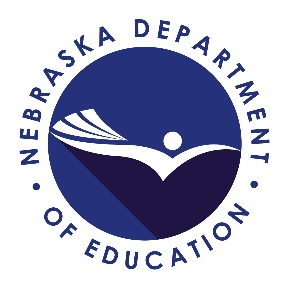 NEBRASKA DEPARTMENT
• OF EDUCATION •